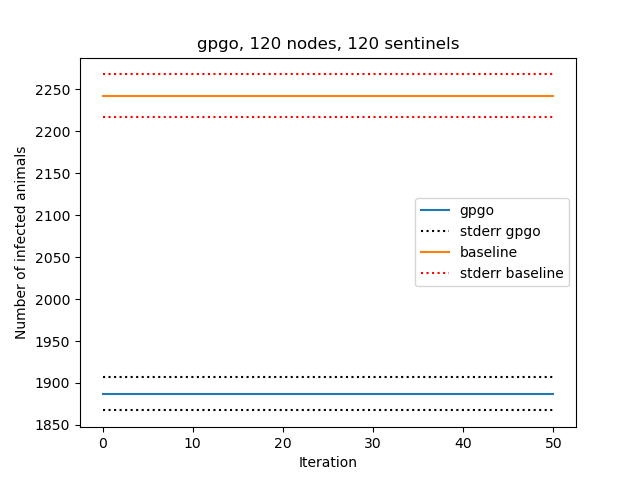 gpgo, 120 nodes, 120 sentinels
2250
2200
2150
2100
2050
2000
1950
1900
1850
Number of infected animals
gpgo
stderr gpgo
baseline
stderr baseline
0 10 20 30 40 50
Iteration